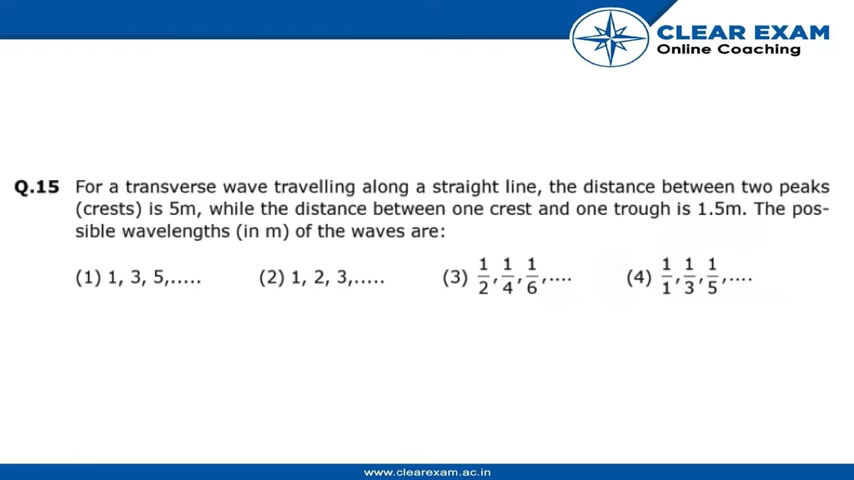 CLEAR EXAM
Online Coaching
Q.15 For a transverse wave travelling along a straight line, the distance between two peaks
(crests) is 5m, while the distance between one crest and one trough is 1.5m. The pos-
sible wavelengths (in m) of the waves are:
(1) 1, 3, 5,..... (2) 1, 2, 3,..... (3) 1/2, 1/4, 1/6,.... (4) 1/1, 1/3, 1/5,....
www.clearexam.ac.in